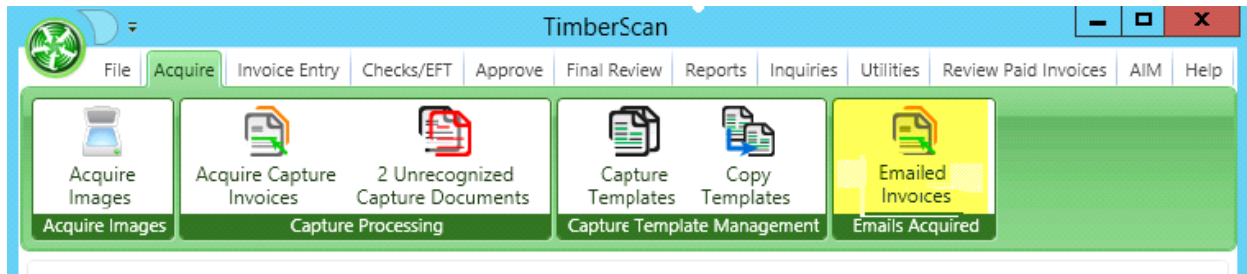 TimberScan
File Acquire Invoice Entry Checks/EFT Approve Final Review Reports Inquiries Utilities Review Paid Invoices AIM Help
Acquire Images
Acquire Capture Invoices
2 Unrecognized Capture Documents
Capture Templates
Copy Templates
Emailed Invoices
Acquire Images
Capture Processing
Capture Template Management
Emails Acquired